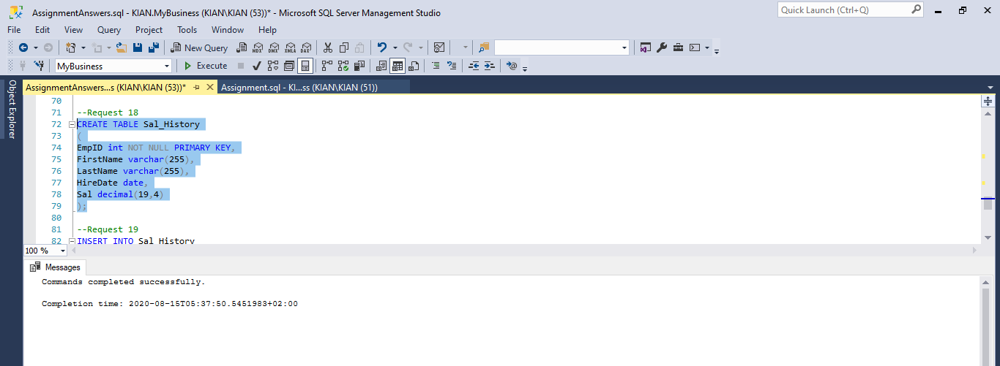 AssignmentAnswers.sql - KIAN.MyBusiness (KIAN\KIAN (53))* - Microsoft SQL Server Management Studio
Quick Launch (Ctrl+Q)
File Edit View Query Project Tools Window Help
New Query MDX DMX XMLA DAX
MyBusiness Execute
Object Explorer
AssignmentAnswers...s (KIAN\KIAN (53))* Assignment.sql - KI...ss (KIAN\KIAN (51))
70
71 --Request 18
72 CREATE TABLE Sal_History
73 (
74 EmpID int NOT NULL PRIMARY KEY,
75 FirstName varchar(255),
76 LastName varchar(255),
77 HireDate date,
78 Sal decimal(19,4)
79 );
80
81 --Request 19
82 INSERT INTO Sal_History
100 %
Messages
Commands completed successfully.
Completion time: 2020-08-15T05:37:50.5451983+02:00